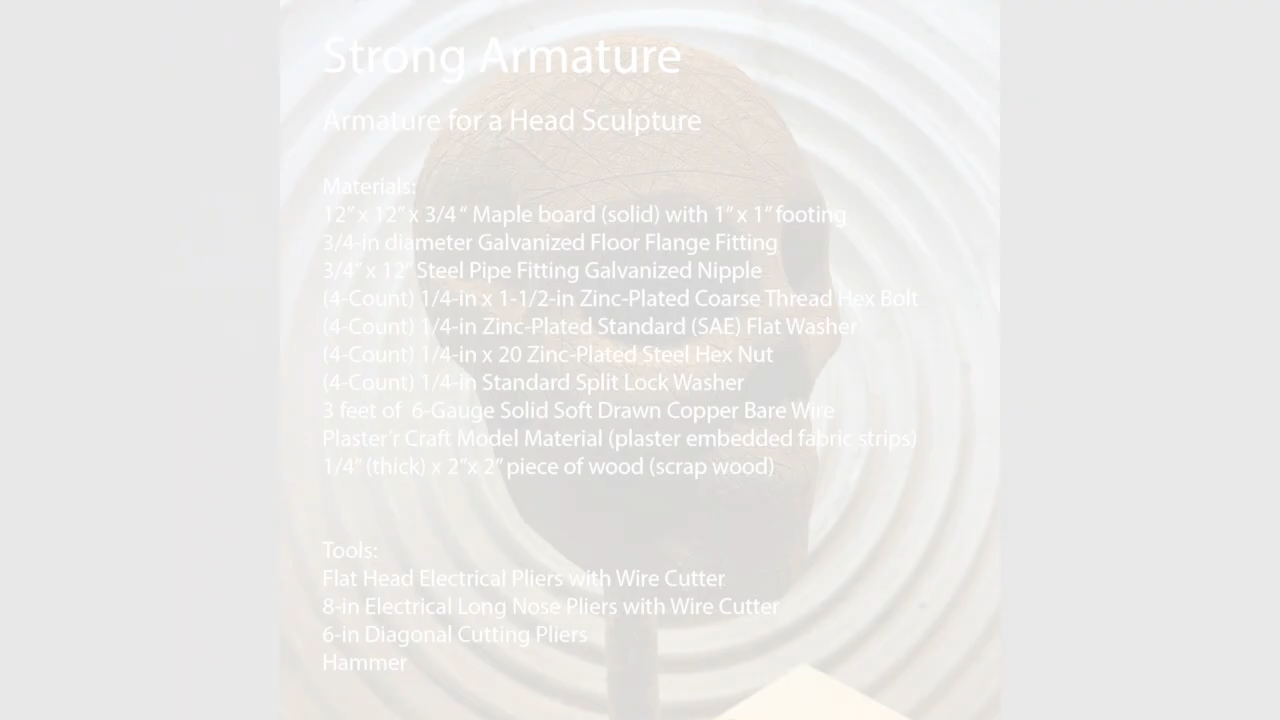 Strong Armature
Armature for a Head Sculpture
Materials:
12” x 12” x 3/4 “ Maple board (solid) with 1” x 1” footing
3/4-in diameter Galvanized Floor Flange Fitting
3/4” x 12” Steel Pipe Fitting Galvanized Nipple
(4-Count) 1/4-in x 1-1/2-in Zinc-Plated Coarse Thread Hex Bolt
(4-Count) 1/4-in Zinc-Plated Standard (SAE) Flat Washer
(4-Count) 1/4-in x 20 Zinc-Plated Steel Hex Nut
(4-Count) 1/4-in Standard Split Lock Washer
3 feet of 6-Gauge Solid Soft Drawn Copper Bare Wire
Plaster’r Craft Model Material (plaster embedded fabric strips)
1/4” (thick) x 2”x 2” piece of wood (scrap wood)
Tools:
Flat Head Electrical Pliers with Wire Cutter
8-in Electrical Long Nose Pliers with Wire Cutter
6-in Diagonal Cutting Pliers
Hammer